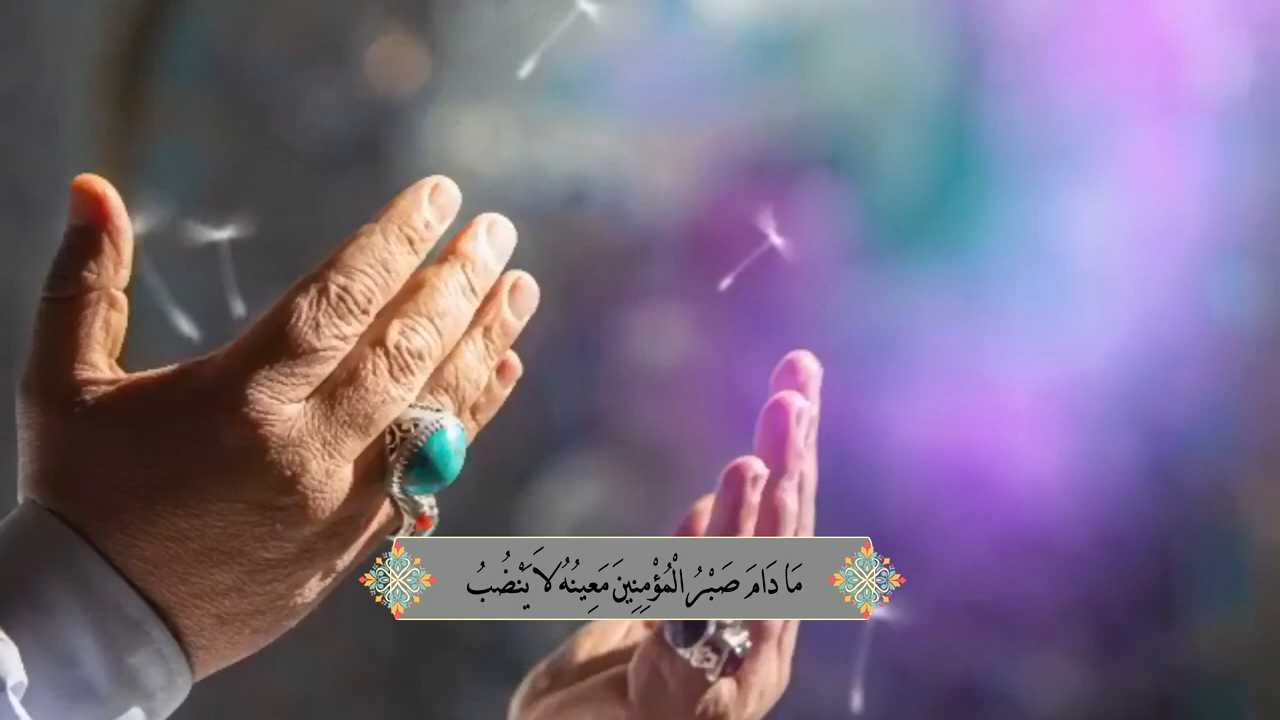 مَا دَامَ صَبْرُ الْمُؤْمِنِينَ مَعِينُهُ لَا يَنْضُبُ